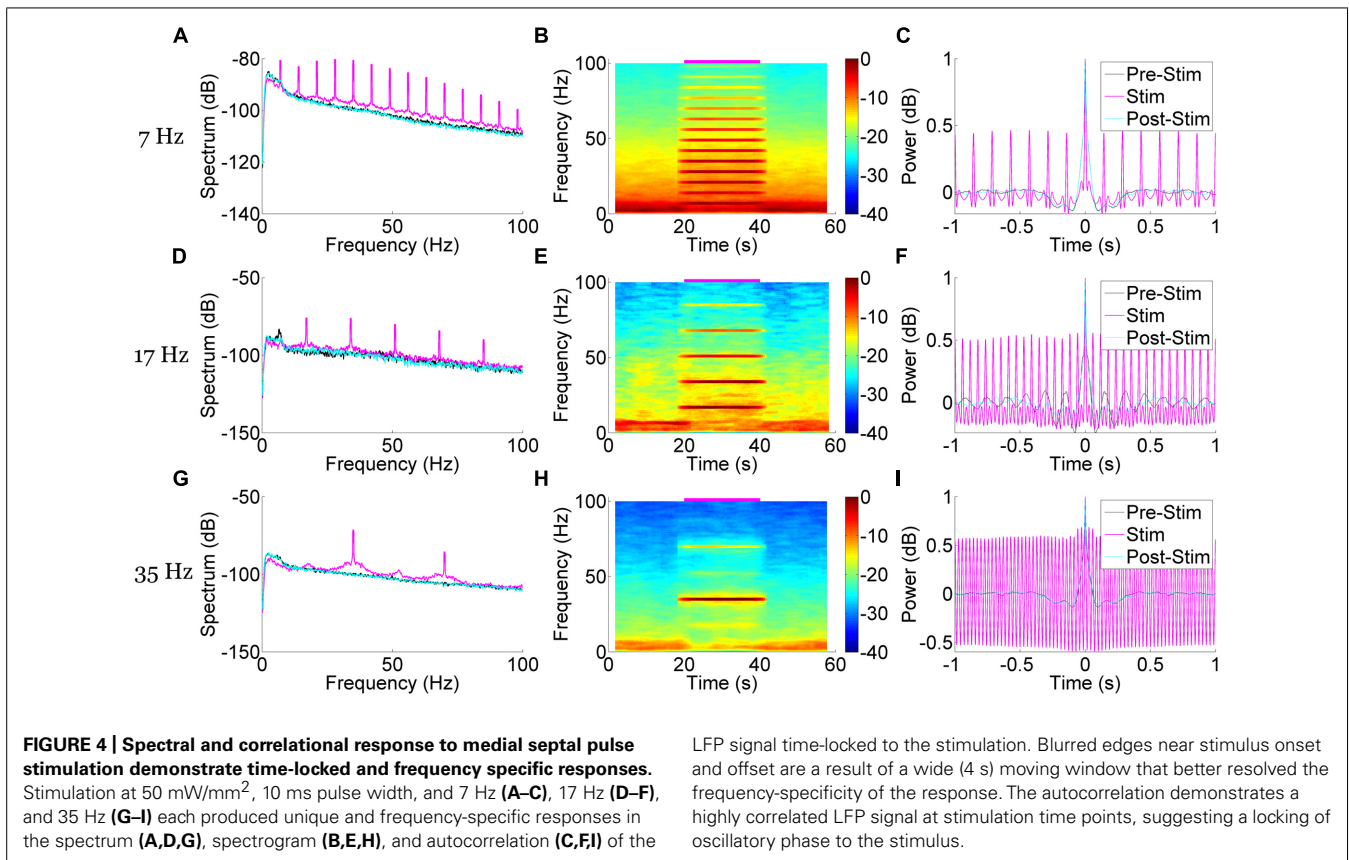 A
B
C
7 Hz
Spectrum (dB)
-80
-100
-120
-140
0
50
100
Frequency (Hz)
Frequency (Hz)
100
50
0
0
20
40
60
Time (s)
0
-10
-20
-30
-40
Power (dB)
1
0.5
0
-1
-0.5
0
0.5
1
Time (s)
Pre-Stim
Stim
Post-Stim
D
E
F
17 Hz
Spectrum (dB)
-50
-100
-150
0
50
100
Frequency (Hz)
Frequency (Hz)
100
50
0
0
20
40
60
Time (s)
0
-10
-20
-30
-40
Power (dB)
1
0.5
0
-1
-0.5
0
0.5
1
Time (s)
Pre-Stim
Stim
Post-Stim
G
H
I
35 Hz
Spectrum (dB)
-50
-100
-150
0
50
100
Frequency (Hz)
Frequency (Hz)
100
50
0
0
20
40
60
Time (s)
0
-10
-20
-30
-40
Power (dB)
1
0.5
0
-0.5
-1
-0.5
0
0.5
1
Time (s)
Pre-Stim
Stim
Post-Stim
FIGURE 4 | Spectral and correlational response to medial septal pulse
stimulation demonstrate time-locked and frequency specific responses.
Stimulation at 50 mW/mm², 10 ms pulse width, and 7 Hz (A–C), 17 Hz (D–F),
and 35 Hz (G–I) each produced unique and frequency-specific responses in
the spectrum (A,D,G), spectrogram (B,E,H), and autocorrelation (C,F,I) of the
LFP signal time-locked to the stimulation. Blurred edges near stimulus onset
and offset are a result of a wide (4 s) moving window that better resolved the
frequency-specificity of the response. The autocorrelation demonstrates a
highly correlated LFP signal at stimulation time points, suggesting a locking of
oscillatory phase to the stimulus.